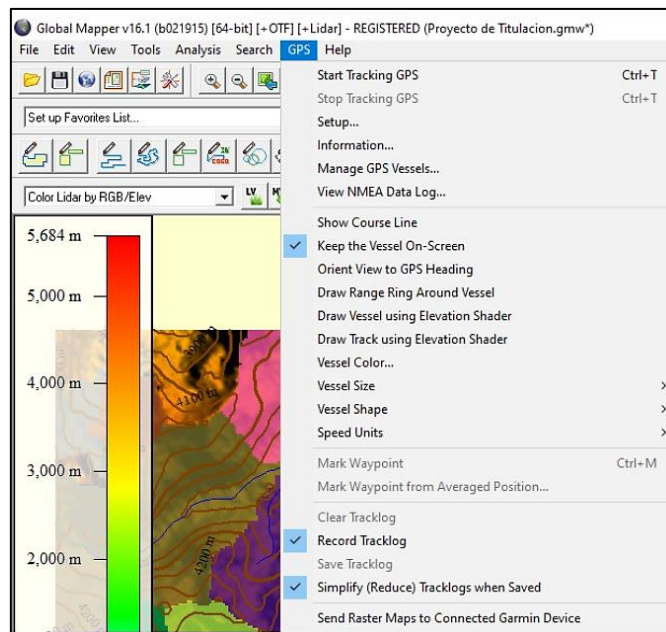 Global Mapper v16.1 (b021915) [64-bit] [+OTF] [+Lidar] - REGISTERED (Proyecto de Titulacion.gmw*)
File Edit View Tools Analysis Search GPS Help
Set up Favorites List...
Color Lidar by RGB/Elev
LV
Start Tracking GPS Ctrl+T
Stop Tracking GPS Ctrl+T
Setup...
Information...
Manage GPS Vessels...
View NMEA Data Log...
Show Course Line
Keep the Vessel On-Screen
Orient View to GPS Heading
Draw Range Ring Around Vessel
Draw Vessel using Elevation Shader
Draw Track using Elevation Shader
Vessel Color...
Vessel Size
Vessel Shape
Speed Units
Mark Waypoint Ctrl+M
Mark Waypoint from Averaged Position...
Clear Tracklog
Record Tracklog
Save Tracklog
Simplify (Reduce) Tracklogs when Saved
Send Raster Maps to Connected Garmin Device
5,684 m
5,000 m
4,000 m
3,000 m
2,000 m
4100 m
4200 m